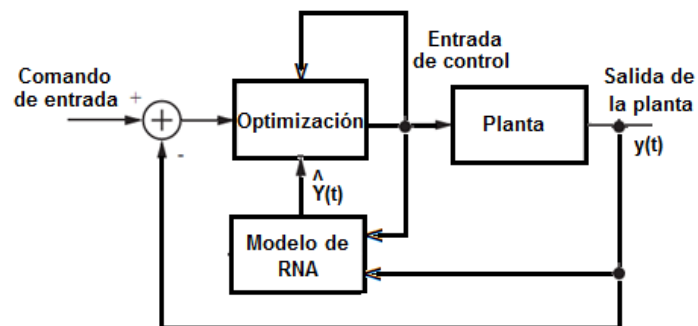 Comando
de entrada
+
-
Optimización
Entrada
de control
Planta
Salida de
la planta
y(t)
^
Y(t)
Modelo de
RNA